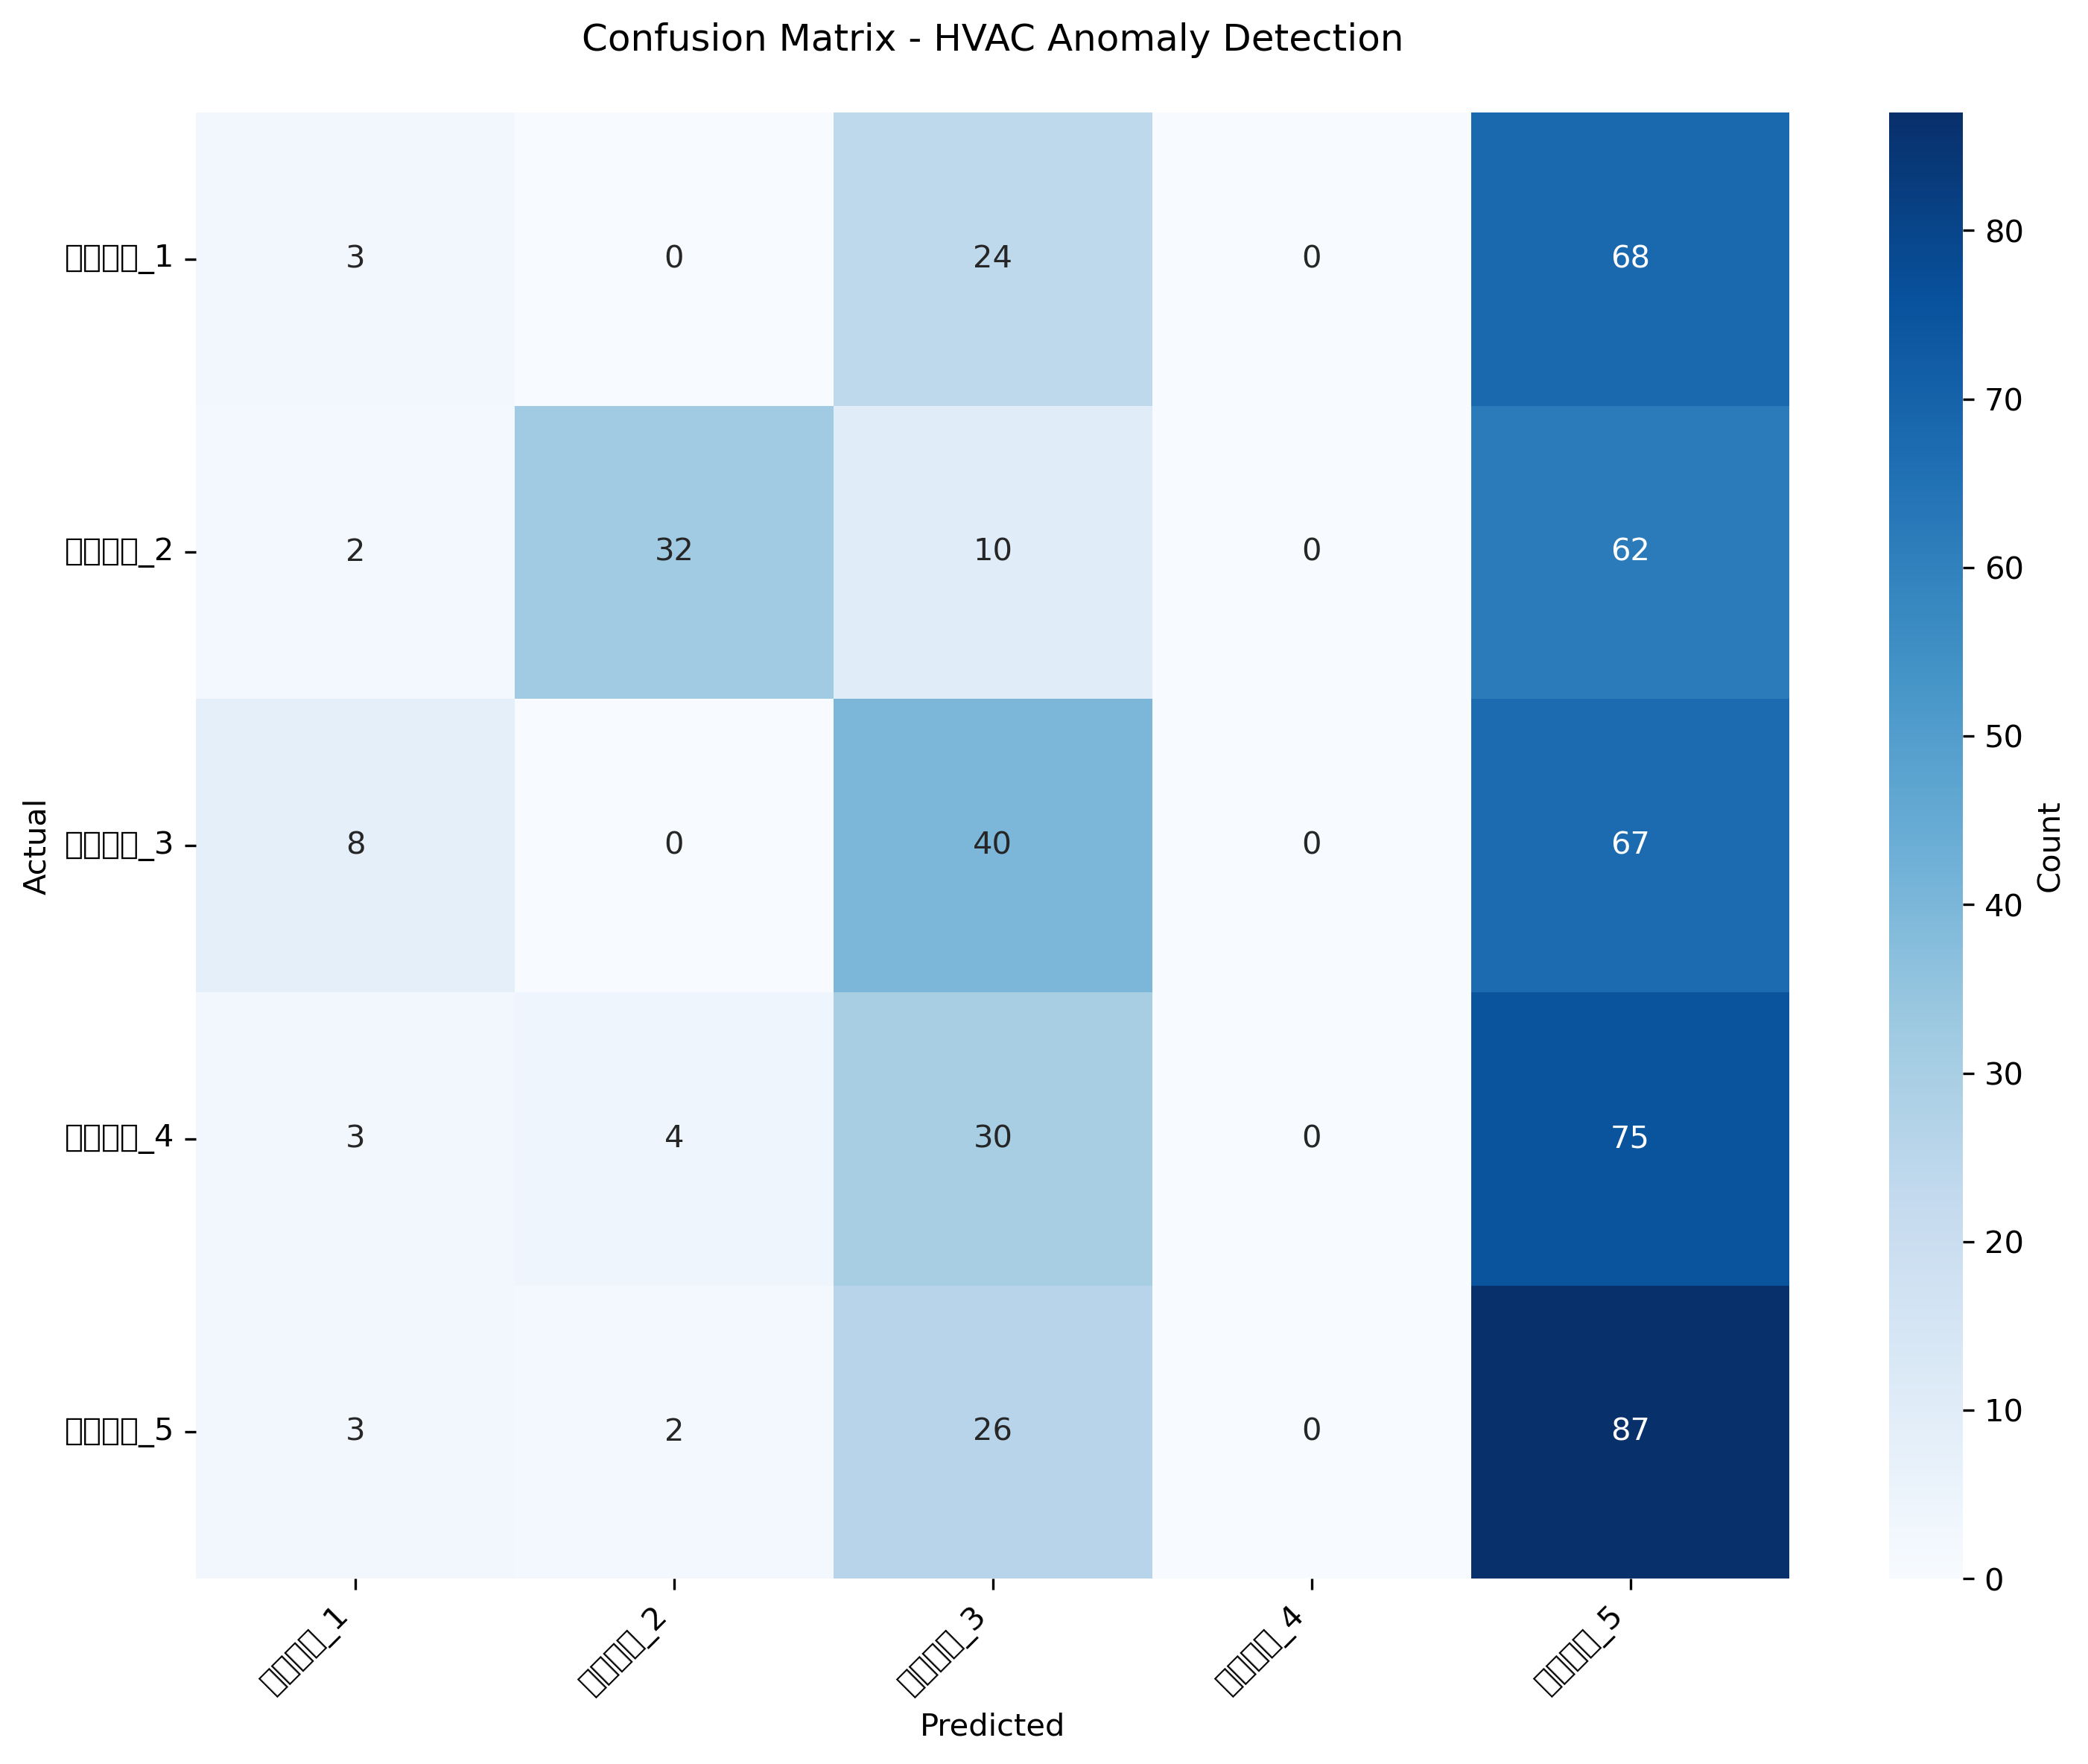 Confusion Matrix - HVAC Anomaly Detection
Actual
□□□□_1 3 0 24 0 68
□□□□_2 2 32 10 0 62
□□□□_3 8 0 40 0 67
□□□□_4 3 4 30 0 75
□□□□_5 3 2 26 0 87
□□□□_1 □□□□_2 □□□□_3 □□□□_4 □□□□_5
Predicted
80
70
60
50
40
30
20
10
0
Count